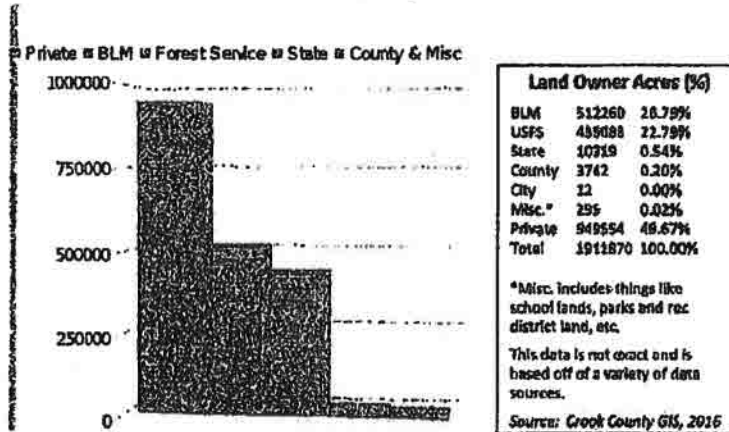 Private BLM Forest Service State County & Misc
1000000
750000
500000
250000
0
Land Owner Acres (%)
BLM 512260 26.79%
USFS 22.79%
State 10319 0.54%
County 3742 0.20%
City 12 0.00%
Misc.* 295 0.02%
Private 949554 49.67%
Total 1911870 100.00%
*Misc. includes things like
school lands, parks and rec
district land, etc.
This data is not exact and is
based off of a variety of data
sources.
Source: Crook County GIS, 2016